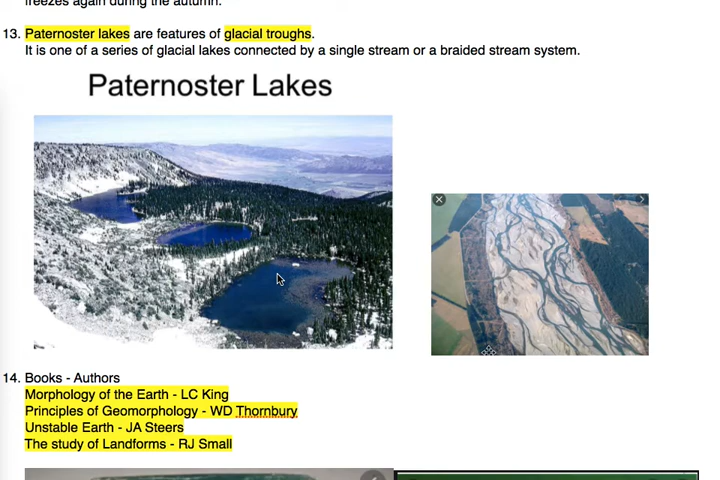 freezes again during the autumn.
13. Paternoster lakes are features of glacial troughs.
It is one of a series of glacial lakes connected by a single stream or a braided stream system.
Paternoster Lakes
14. Books - Authors
Morphology of the Earth - LC King
Principles of Geomorphology - WD Thornbury
Unstable Earth - JA Steers
The study of Landforms - RJ Small